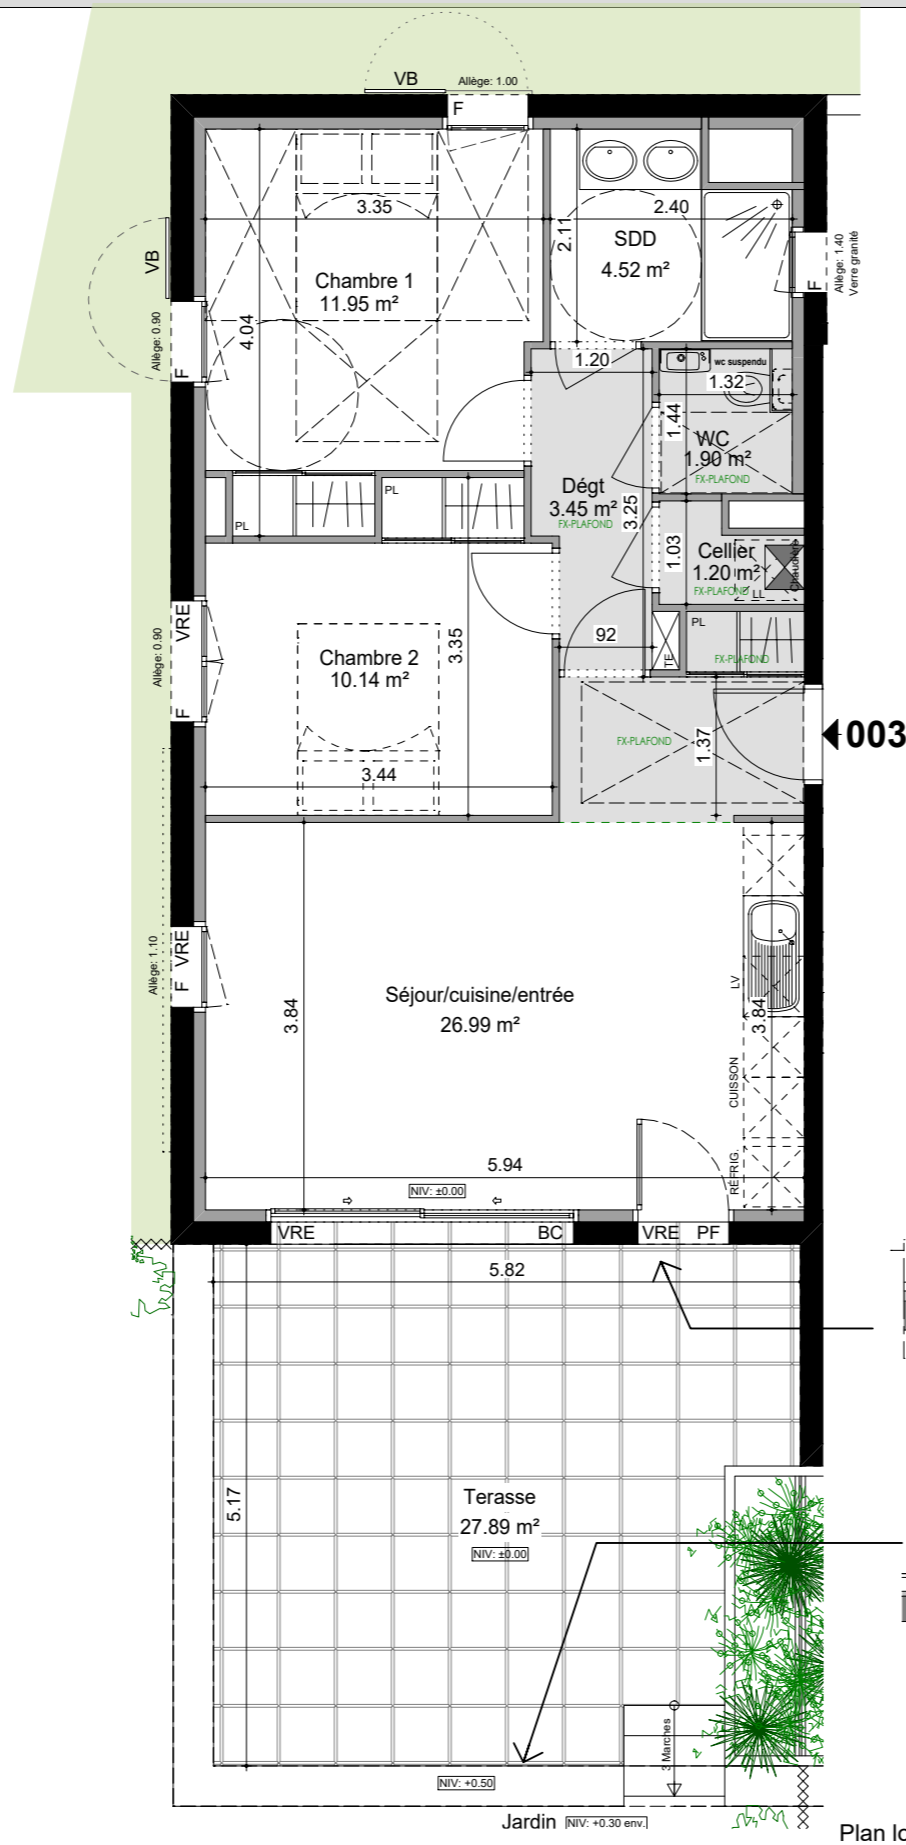 VB
Allège: 1.00
F
3.35
Chambre 1
11.95 m²
4.04
2.11
2.40
SDD
4.52 m²
Allège: 1.40
Verre granité
F
VB
Allège: 0.90
F
1.20
wc suspendu
1.32
1.44
WC
1.90 m²
FX-PLAFOND
Dégt
3.45 m²
FX-PLAFOND
3.25
PL
PL
1.03
Cellier
1.20 m²
FX-PLAFOND
LL
Chaudière
VRE
Allège: 0.90
F
Chambre 2
10.14 m²
3.35
3.44
92
TE
PL
FX-PLAFOND
FX-PLAFOND
1.37
003
VRE
Allège: 1.10
F
3.84
Séjour/cuisine/entrée
26.99 m²
LV
3.84
CUISSON
REFRIG.
5.94
NIV: ±0.00
VRE
BC
VRE PF
5.82
5.17
Terasse
27.89 m²
NIV: ±0.00
3 Marches
NIV: +0.50
Jardin
NIV: +0.30 env.
Plan lo